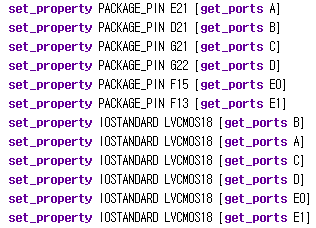 set_property PACKAGE_PIN E21 [get_ports A]
set_property PACKAGE_PIN D21 [get_ports B]
set_property PACKAGE_PIN G21 [get_ports C]
set_property PACKAGE_PIN G22 [get_ports D]
set_property PACKAGE_PIN F15 [get_ports E0]
set_property PACKAGE_PIN F13 [get_ports E1]
set_property IOSTANDARD LVCMOS18 [get_ports B]
set_property IOSTANDARD LVCMOS18 [get_ports A]
set_property IOSTANDARD LVCMOS18 [get_ports C]
set_property IOSTANDARD LVCMOS18 [get_ports D]
set_property IOSTANDARD LVCMOS18 [get_ports E0]
set_property IOSTANDARD LVCMOS18 [get_ports E1]